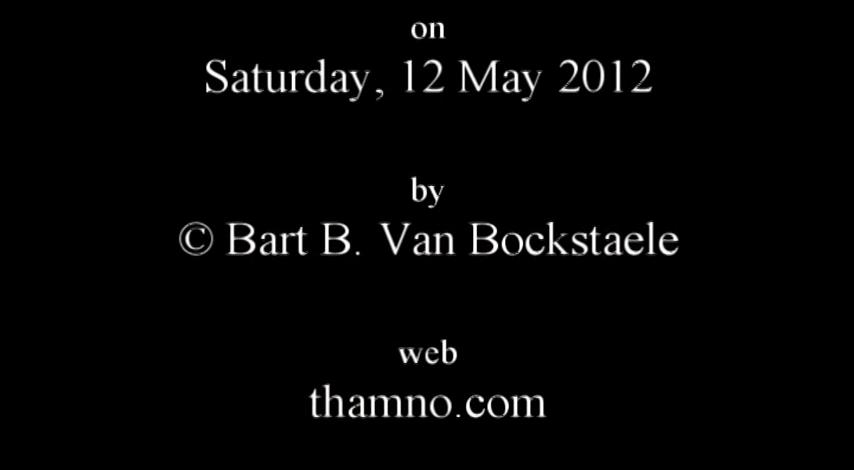 on
Saturday, 12 May 2012
by
© Bart B. Van Bockstaele
web
thamno.com